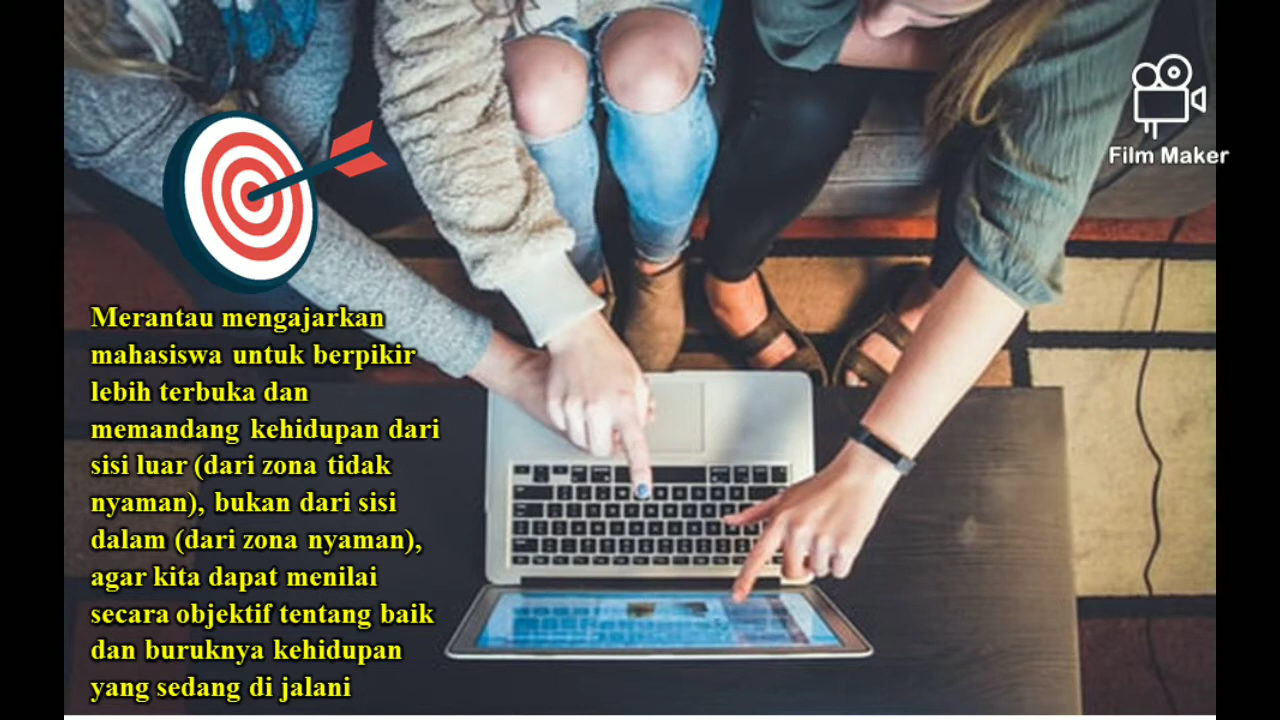 Film Maker
Merantau mengajarkan
mahasiswa untuk berpikir
lebih terbuka dan
memandang kehidupan dari
sisi luar (dari zona tidak
nyaman), bukan dari sisi
dalam (dari zona nyaman),
agar kita dapat menilai
secara objektif tentang baik
dan buruknya kehidupan
yang sedang di jalani